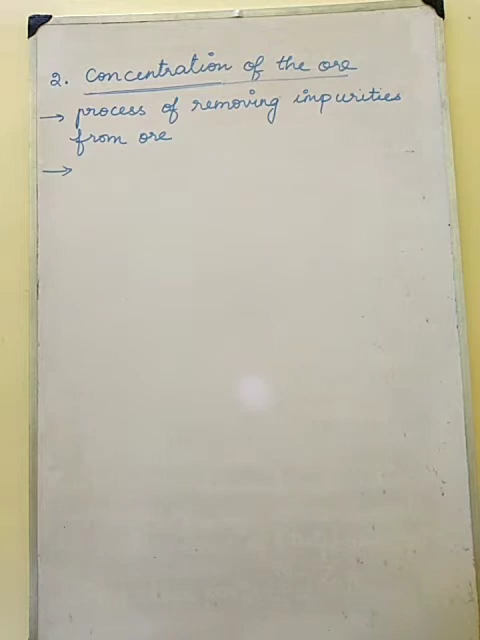 2. Concentration of the ore
→ process of removing impurities
from ore
→